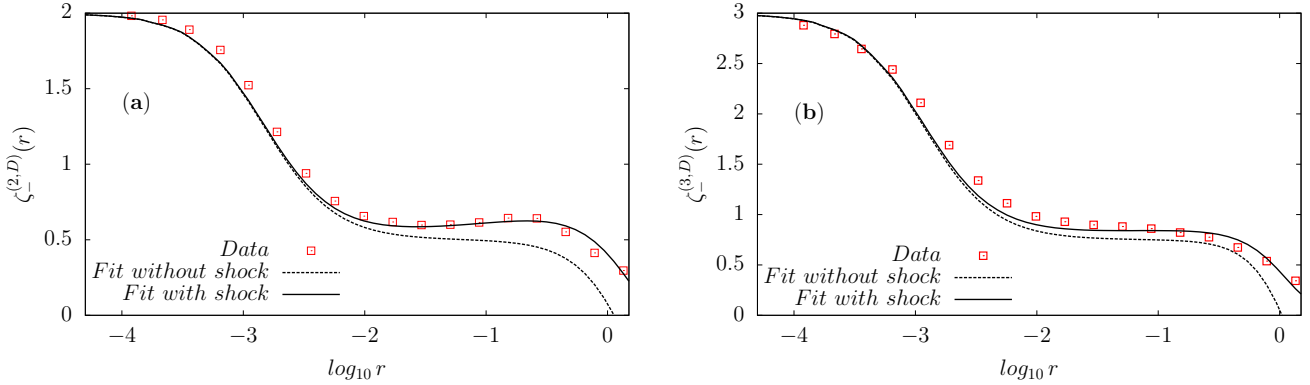 ζ₋^(2,D)(r)
2
1.5
1
0.5
0
(a)
Data
Fit without shock
Fit with shock
−4 −3 −2 −1 0
log₁₀ r
ζ₋^(3,D)(r)
3
2.5
2
1.5
1
0.5
0
(b)
Data
Fit without shock
Fit with shock
−4 −3 −2 −1 0
log₁₀ r